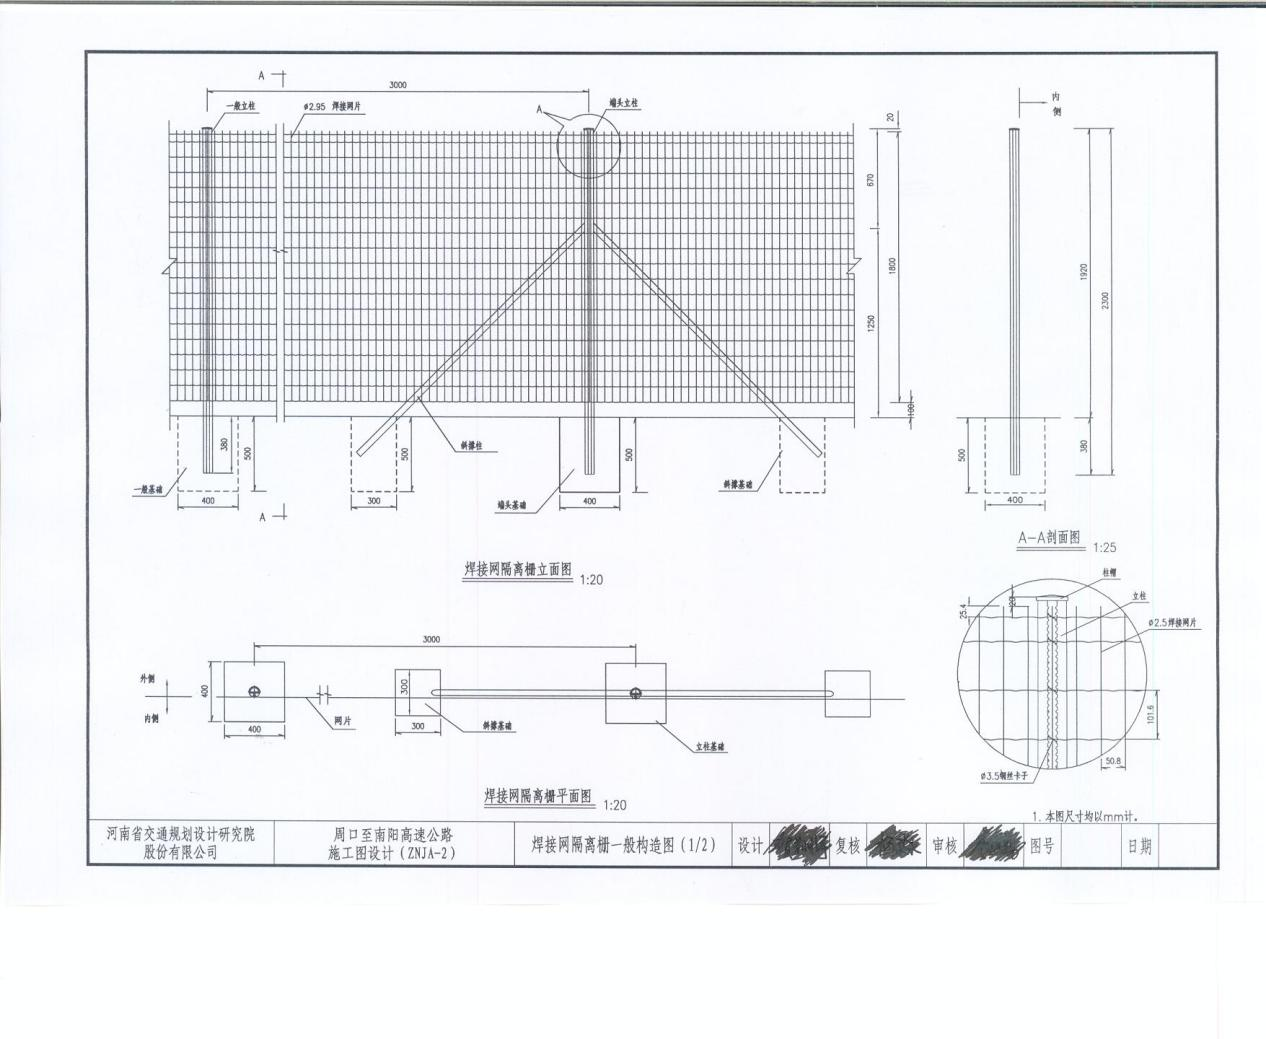 A
3000
一般立柱
ø2.95 焊接网片
A
端头立柱
20
670
1800
1250
100
内
侧
1920
2300
380
500
400
一般基础
400
380
500
A
300
500
斜撑柱
端头基础
400
500
斜撑基础
焊接网隔离栅立面图 1:20
A-A剖面图 1:25
柱帽
立柱
ø2.5焊接网片
25.4
20
101.6
50.8
ø3.5钢丝卡子
3000
外侧
内侧
400
400
网片
300
300
斜撑基础
立柱基础
焊接网隔离栅平面图 1:20
1.本图尺寸均以mm计。
河南省交通规划设计研究院
股份有限公司
周口至南阳高速公路
施工图设计(ZNJA-2)
焊接网隔离栅一般构造图(1/2)
设计
复核
审核
图号
日期